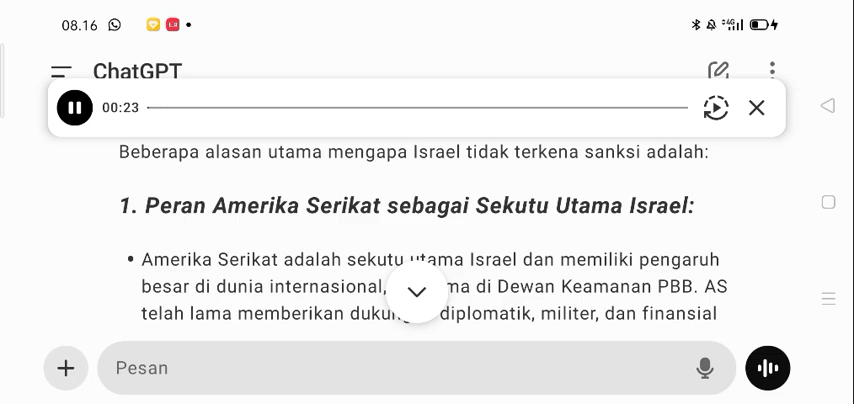 08.16
ChatGPT
00:23
Beberapa alasan utama mengapa Israel tidak terkena sanksi adalah:
1. Peran Amerika Serikat sebagai Sekutu Utama Israel:
• Amerika Serikat adalah sekutu utama Israel dan memiliki pengaruh
besar di dunia internasional, di Dewan Keamanan PBB. AS
telah lama memberikan diplomatik, militer, dan finansial
Pesan